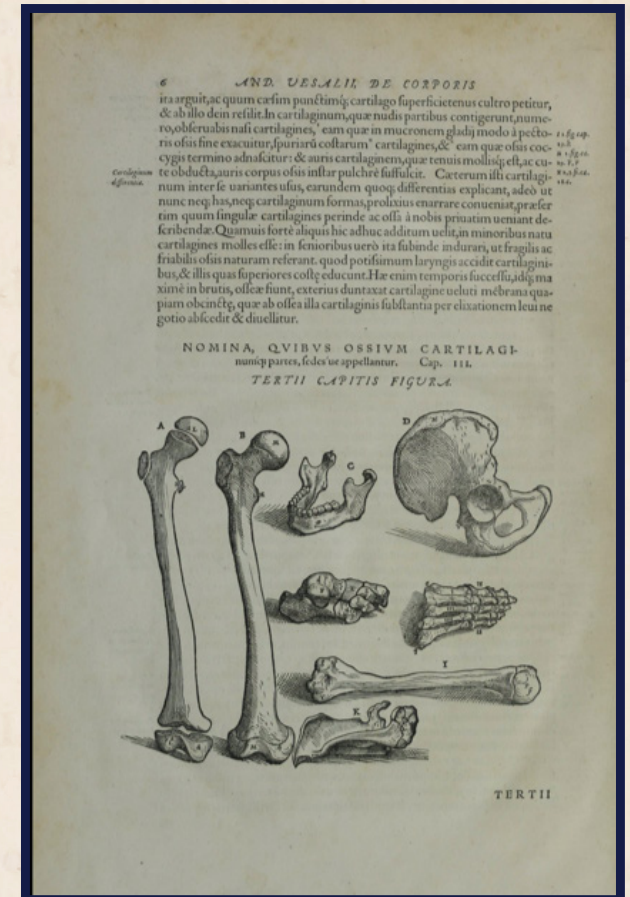 6 AND. VESALII, DE CORPORIS
ita arguit, ac quum cæsim punctimq́; cartilago superficietenus cultro petitur,
& ab illo dein resilit. In cartilaginum, quæ nudis partibus contigerunt, nume-
ro, obseruabis nasi cartilagines, eam quæ in mucronem gladij modo à pecto-
ris osius fine exacuitur, spuriarũ costarum cartilagines, & eam quæ osius coc-
cygis termino adnascitur: & auris cartilaginem, quæ tenuis mollisq́; est, ac cu-
Cartilaginum
differentiæ.
te obducta, auris corpus osius instar pulchrè suffulcit. Cæterum isti cartilagi-
num inter se uariantes usus, earundem quoq; differentias explicant, adeò ut
nunc neq; has, neq; cartilaginum formas, prolixius enarrare conueniat, præser
tim quum singulæ cartilagines perinde ac ossa à nobis priuatim ueniant de-
scribendæ. Quamuis fortè aliquis hic adhuc additum uelit, in minoribus natu
cartilagines molles esse: in senioribus uerò ita subinde indurari, ut fragilis ac
friabilis osius naturam referant. quod potissimum laryngis accidit cartilagini-
bus, & illis quas superiores costę educunt. Hæ enim temporis successu, idq́; ma
ximè in brutis, osseæ fiunt, exterius duntaxat cartilagine ueluti mẽbrana qua-
piam obcinctę, quæ ab ossea illa cartilaginis substantia per elixationem leui ne
gotio abscedit & diuellitur.
NOMINA, QVIBVS OSSIVM CARTILAGI-
numq́; partes, sedes'ue appellantur. Cap. III.
TERTII CAPITIS FIGVRA.
A
B
C
D
I
K
TERTII